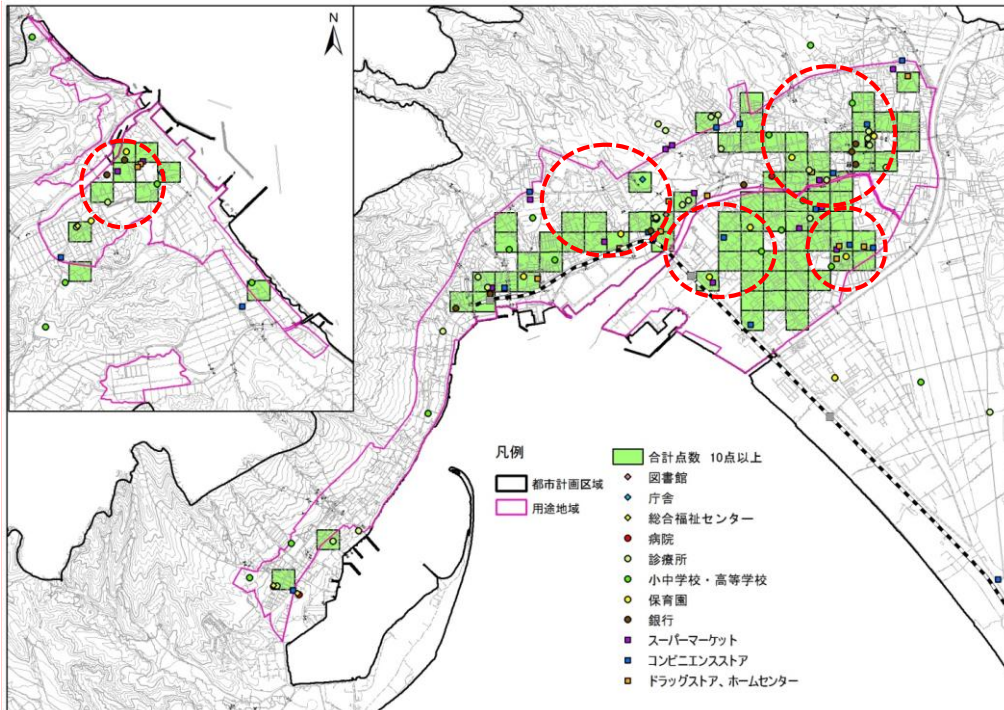 N
凡例
都市計画区域
用途地域
合計点数 10点以上
図書館
庁舎
総合福祉センター
病院
診療所
小中学校・高等学校
保育園
銀行
スーパーマーケット
コンビニエンスストア
ドラッグストア、ホームセンター